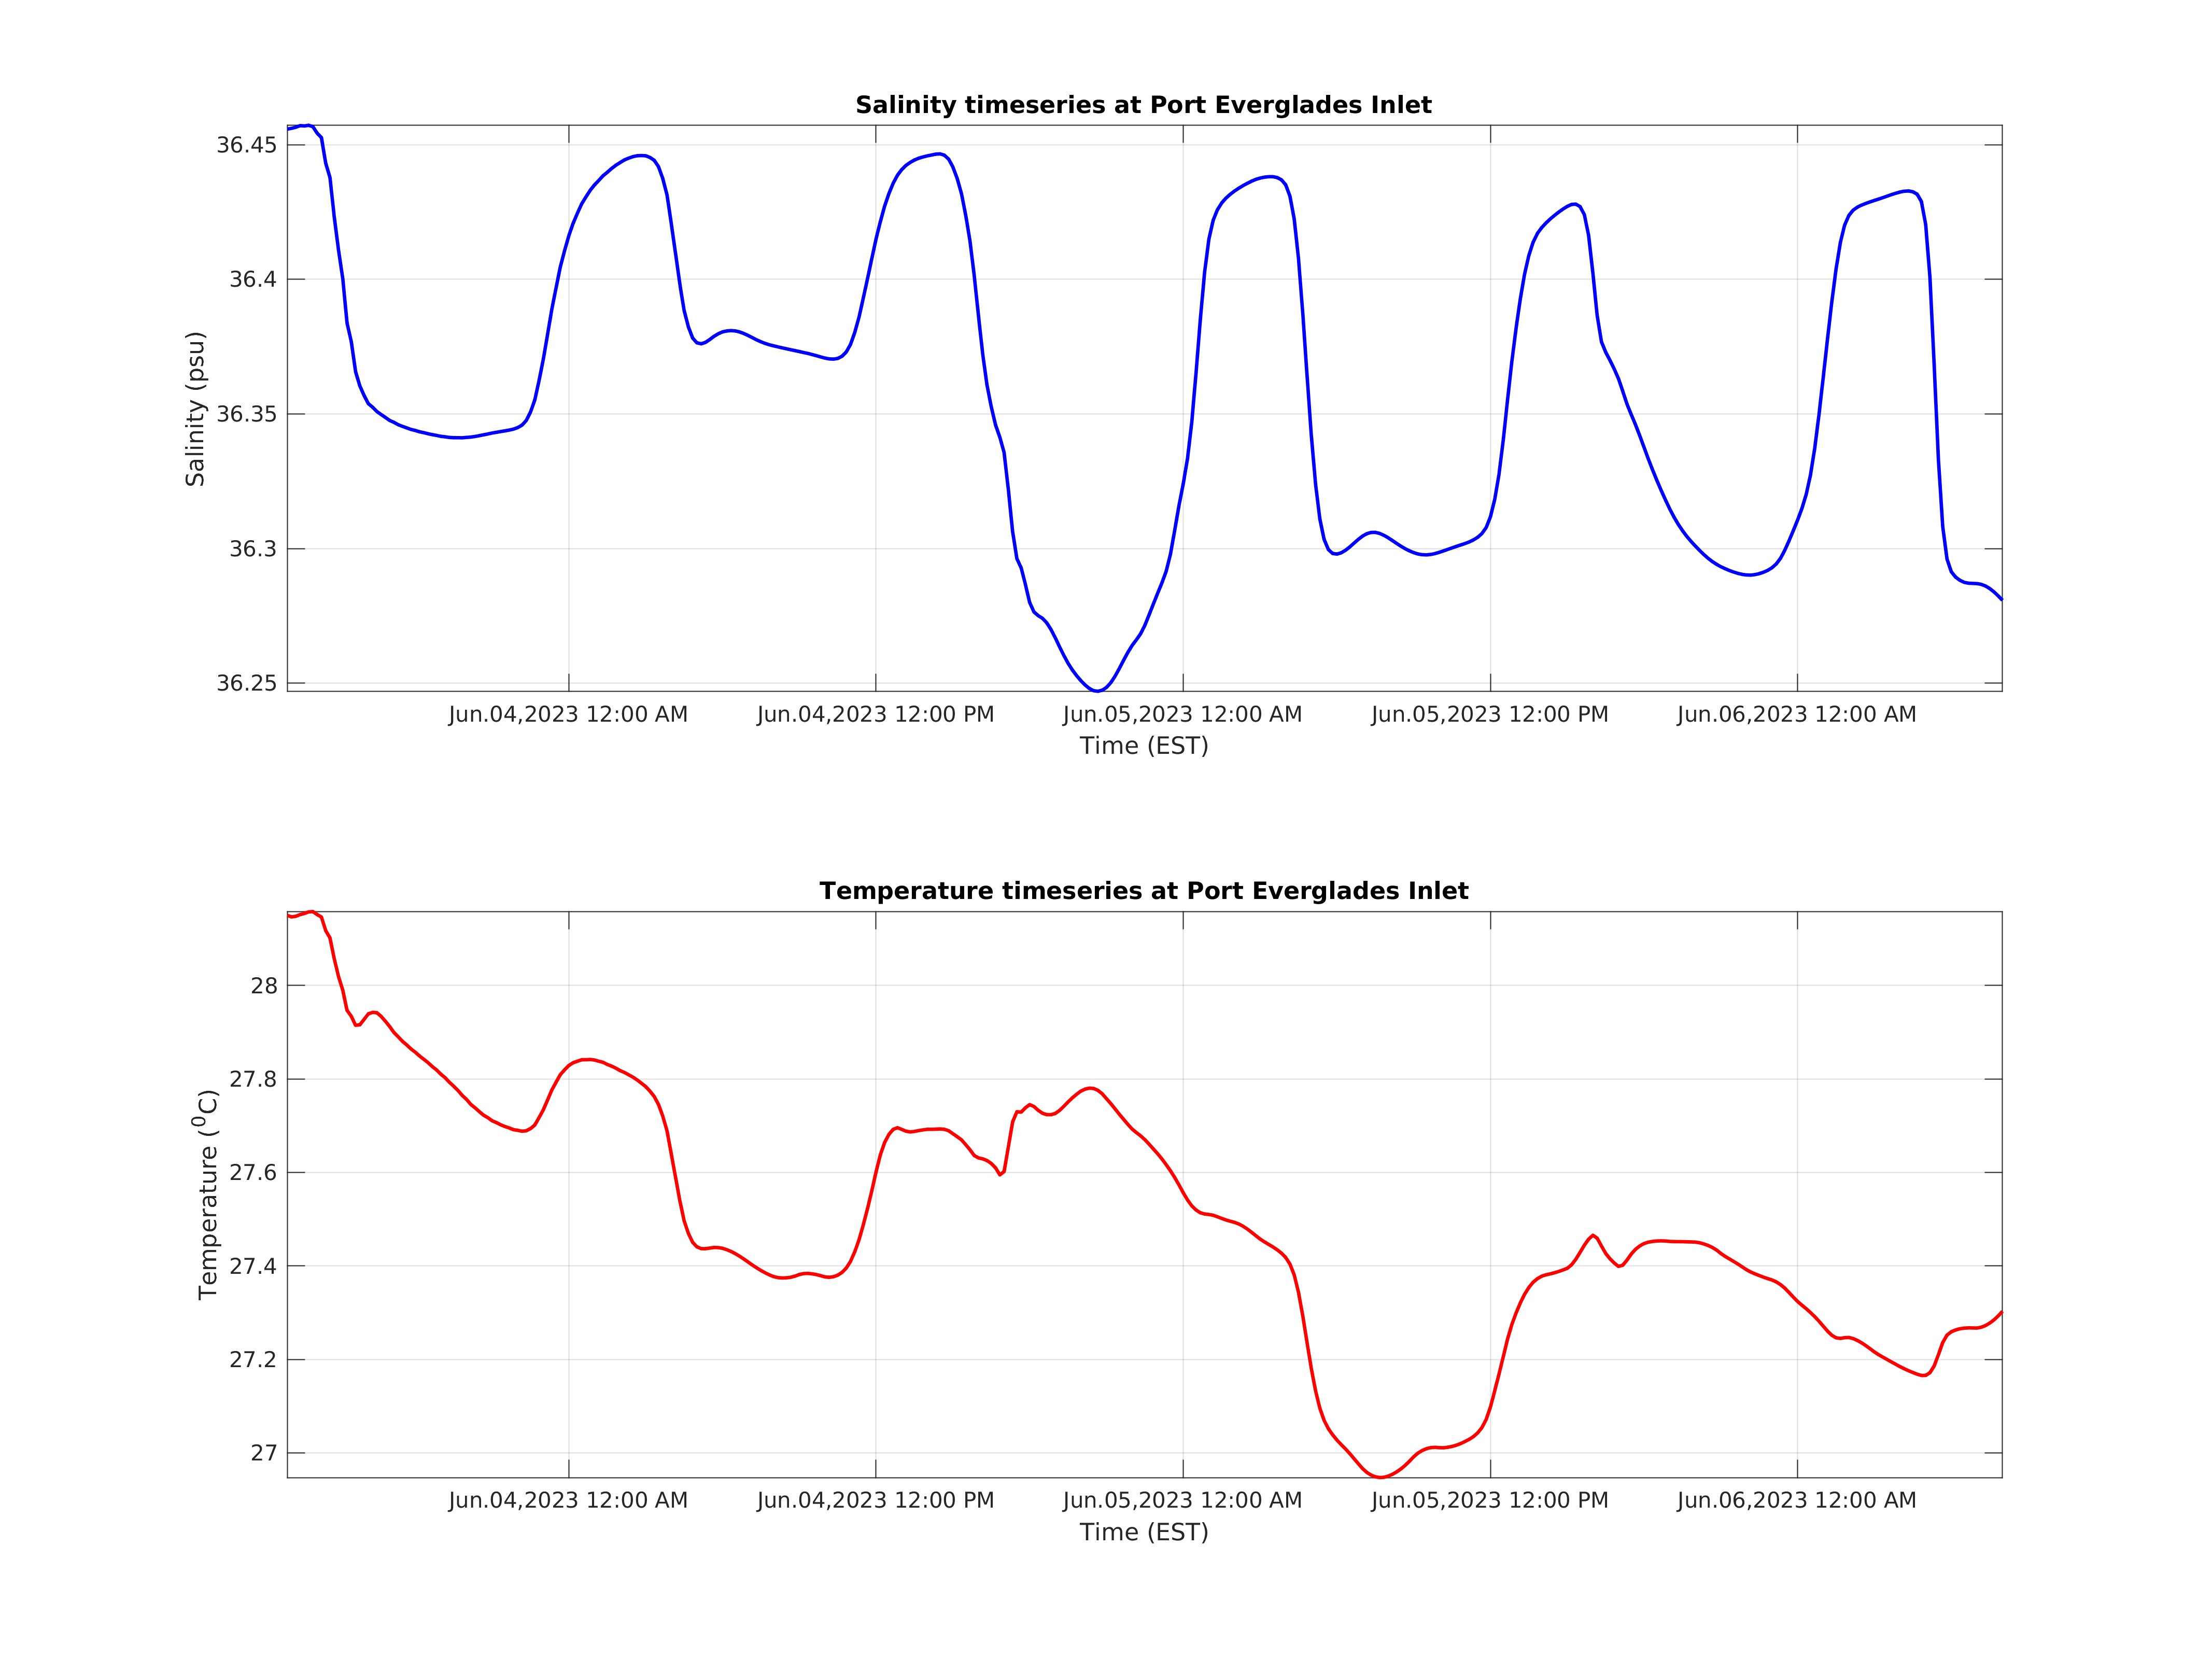 Salinity timeseries at Port Everglades Inlet
36.45
36.4
36.35
36.3
36.25
Salinity (psu)
Jun.04,2023 12:00 AM Jun.04,2023 12:00 PM Jun.05,2023 12:00 AM Jun.05,2023 12:00 PM Jun.06,2023 12:00 AM
Time (EST)
Temperature timeseries at Port Everglades Inlet
28
27.8
27.6
27.4
27.2
27
Temperature (⁰C)
Jun.04,2023 12:00 AM Jun.04,2023 12:00 PM Jun.05,2023 12:00 AM Jun.05,2023 12:00 PM Jun.06,2023 12:00 AM
Time (EST)